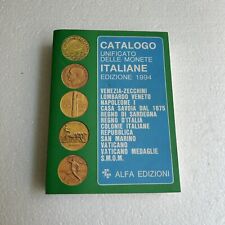 CATALOGO
UNIFICATO
DELLE MONETE
ITALIANE
EDIZIONE 1994
VENEZIA-ZECCHINI
LOMBARDO VENETO
NAPOLEONE I
CASA SAVOIA DAL 1675
REGNO DI SARDEGNA
REGNO D'ITALIA
COLONIE ITALIANE
REPUBBLICA
SAN MARINO
VATICANO
VATICANO MEDAGLIE
S.M.O.M.
ALFA EDIZIONI